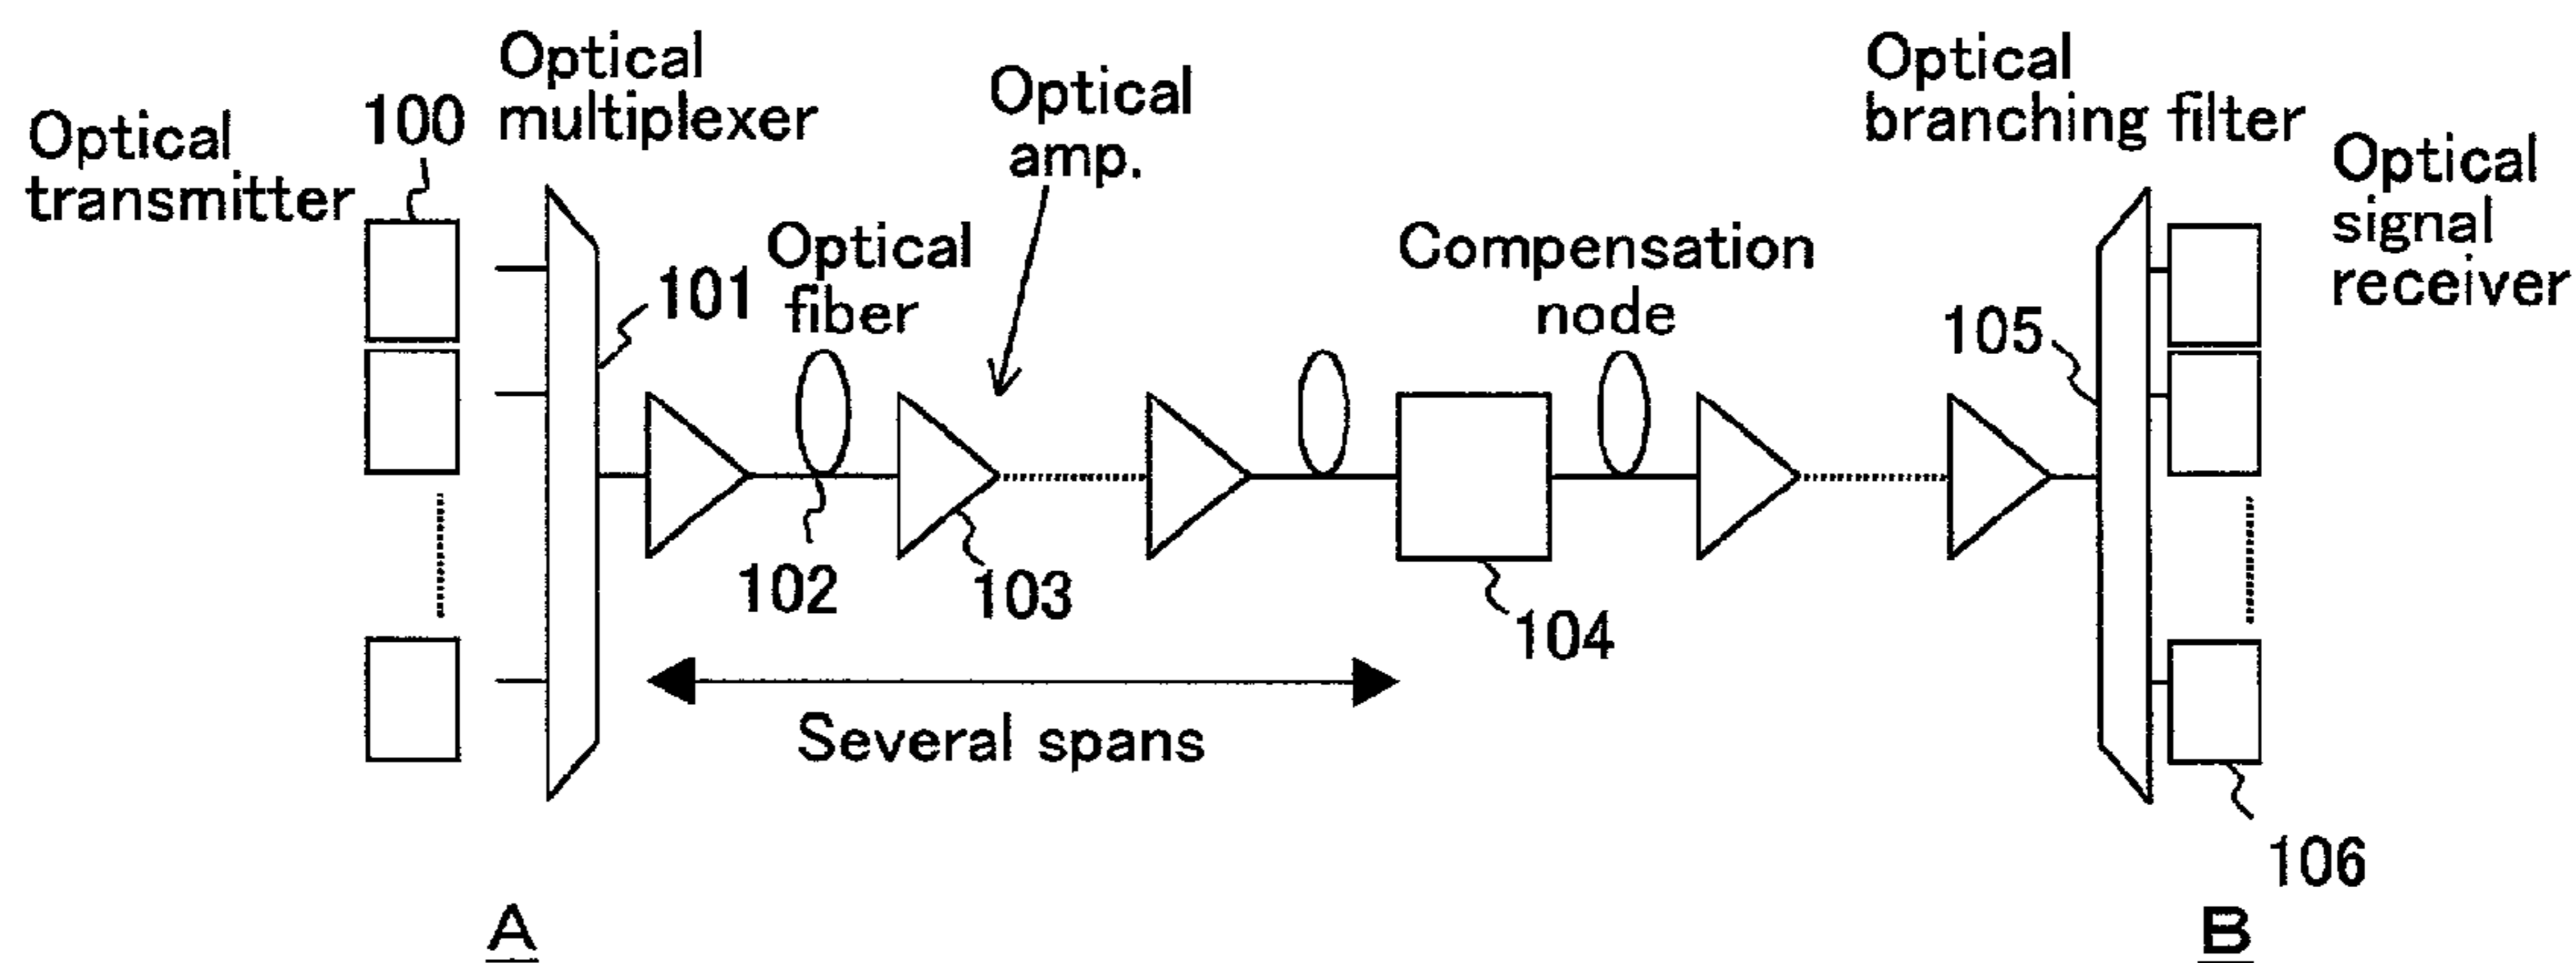 Optical
transmitter
100
Optical
multiplexer
101
Optical
fiber
102
Optical
amp.
103
Several spans
Compensation
node
104
Optical
branching filter
105
Optical
signal
receiver
106
A
B